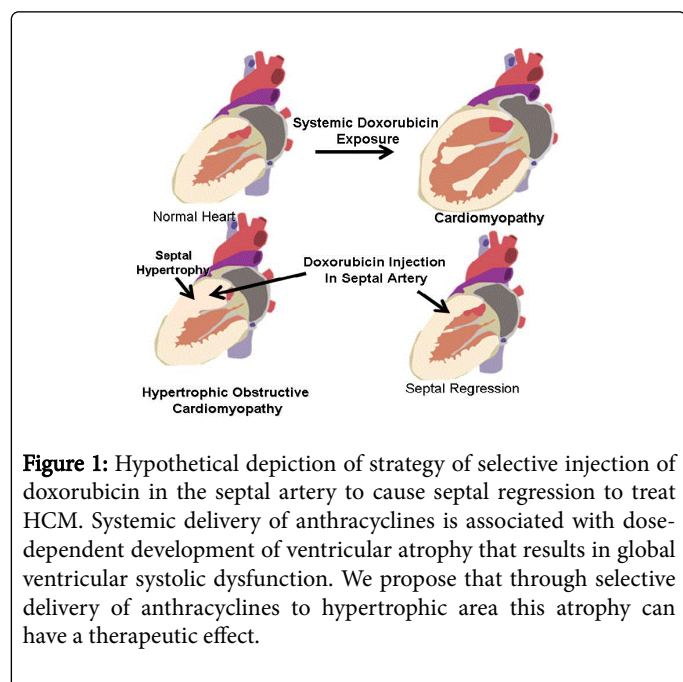 Systemic Doxorubicin
Exposure
Normal Heart
Cardiomyopathy
Septal
Hypertrophy
Doxorubicin Injection
In Septal Artery
Hypertrophic Obstructive
Cardiomyopathy
Septal Regression
Figure 1: Hypothetical depiction of strategy of selective injection of
doxorubicin in the septal artery to cause septal regression to treat
HCM. Systemic delivery of anthracyclines is associated with dose-
dependent development of ventricular atrophy that results in global
ventricular systolic dysfunction. We propose that through selective
delivery of anthracyclines to hypertrophic area this atrophy can
have a therapeutic effect.